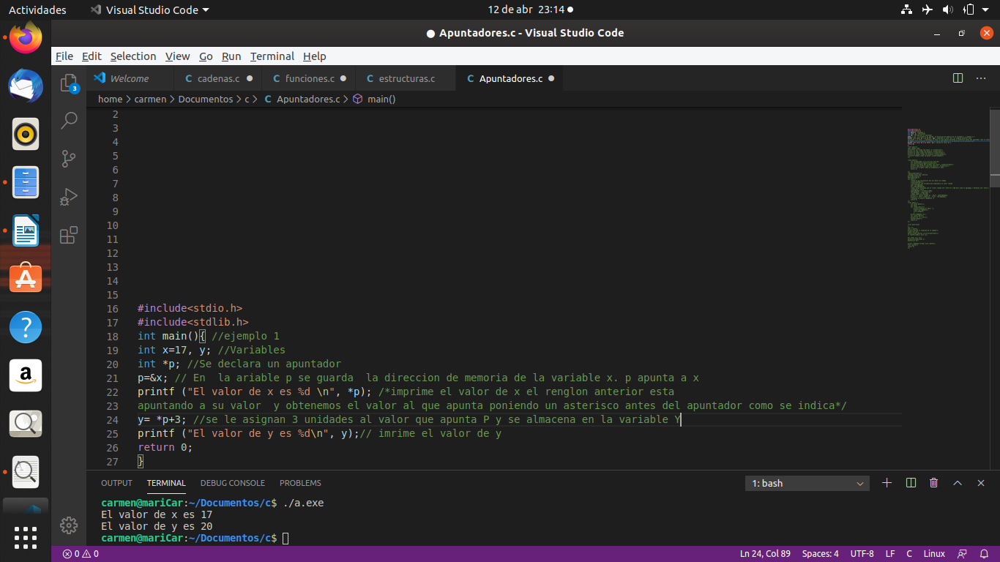 Actividades
Visual Studio Code
12 de abr 23:14
Apuntadores.c - Visual Studio Code
File Edit Selection View Go Run Terminal Help
3
Welcome
C cadenas.c
C funciones.c
C estructuras.c
C Apuntadores.c
home > carmen > Documentos > c > C Apuntadores.c > main()
2
3
4
5
6
7
8
9
10
11
12
13
14
15
16 #include<stdio.h>
17 #include<stdlib.h>
18 int main(){ //ejemplo 1
19 int x=17, y; //Variables
20 int *p; //Se declara un apuntador
21 p=&x; // En  la ariable p se guarda  la direccion de memoria de la variable x. p apunta a x
22 printf ("El valor de x es %d \n", *p); /*imprime el valor de x el renglon anterior esta
23 apuntando a su valor  y obtenemos el valor al que apunta poniendo un asterisco antes del apuntador como se indica*/
24 y= *p+3; //se le asignan 3 unidades al valor que apunta P y se almacena en la variable Y
25 printf ("El valor de y es %d\n", y);// imrime el valor de y
26 return 0;
27 }
OUTPUT TERMINAL DEBUG CONSOLE PROBLEMS
1: bash
carmen@mariCar:~/Documentos/c$ ./a.exe
El valor de x es 17
El valor de y es 20
carmen@mariCar:~/Documentos/c$
0 0
Ln 24, Col 89 Spaces: 4 UTF-8 LF C Linux